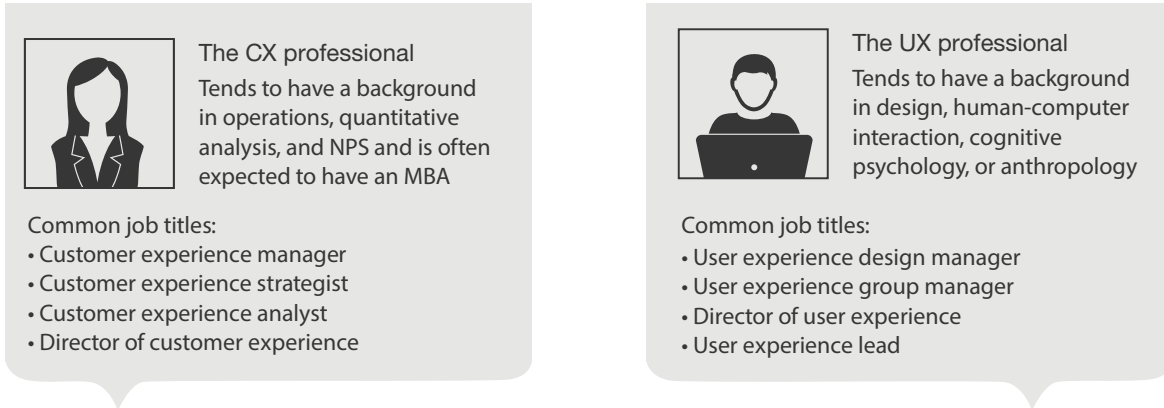 The CX professional
Tends to have a background
in operations, quantitative
analysis, and NPS and is often
expected to have an MBA
Common job titles:
• Customer experience manager
• Customer experience strategist
• Customer experience analyst
• Director of customer experience
The UX professional
Tends to have a background
in design, human-computer
interaction, cognitive
psychology, or anthropology
Common job titles:
• User experience design manager
• User experience group manager
• Director of user experience
• User experience lead